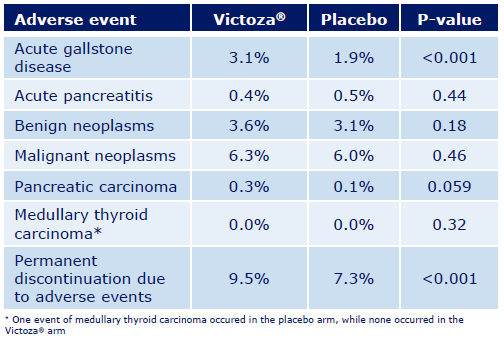 Adverse event Victoza® Placebo P-value
Acute gallstone
disease 3.1% 1.9% <0.001
Acute pancreatitis 0.4% 0.5% 0.44
Benign neoplasms 3.6% 3.1% 0.18
Malignant neoplasms 6.3% 6.0% 0.46
Pancreatic carcinoma 0.3% 0.1% 0.059
Medullary thyroid
carcinoma* 0.0% 0.0% 0.32
Permanent
discontinuation due 9.5% 7.3% <0.001
to adverse events
* One event of medullary thyroid carcinoma occured in the placebo arm, while none occurred in the
Victoza® arm